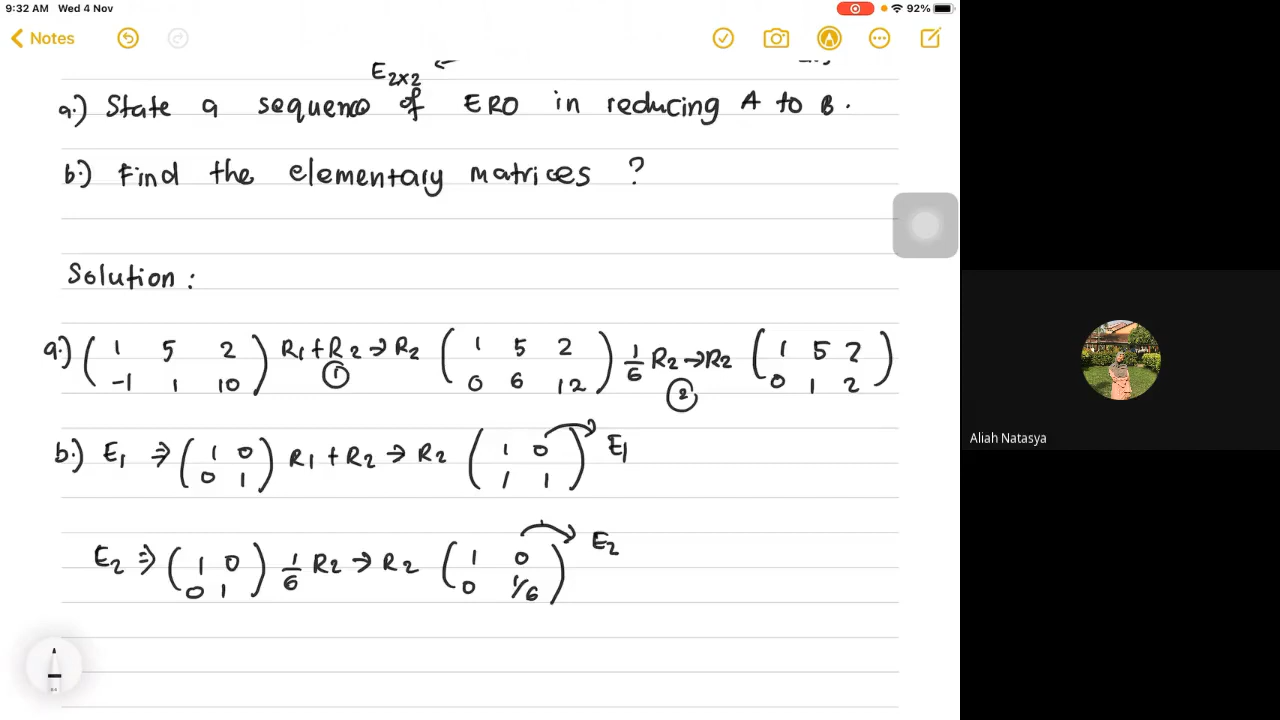 9:32 AM Wed 4 Nov 92%
Notes
E2x2 ←
a.) State a sequence of ERO in reducing A to B.
b.) Find the elementary matrices ?
Solution :
a.) ( 1 5 2 ) R1 + R2 → R2 ( 1 5 2 ) 1/6 R2 → R2 ( 1 5 2 )
-1 1 10 ① 0 6 12 ② 0 1 2
b.) E1 ⇒ ( 1 0 ) R1 + R2 → R2 ( 1 0 ) E1
0 1 1 1
E2 ⇒ ( 1 0 ) 1/6 R2 → R2 ( 1 0 ) E2
0 1 0 1/6
Aliah Natasya